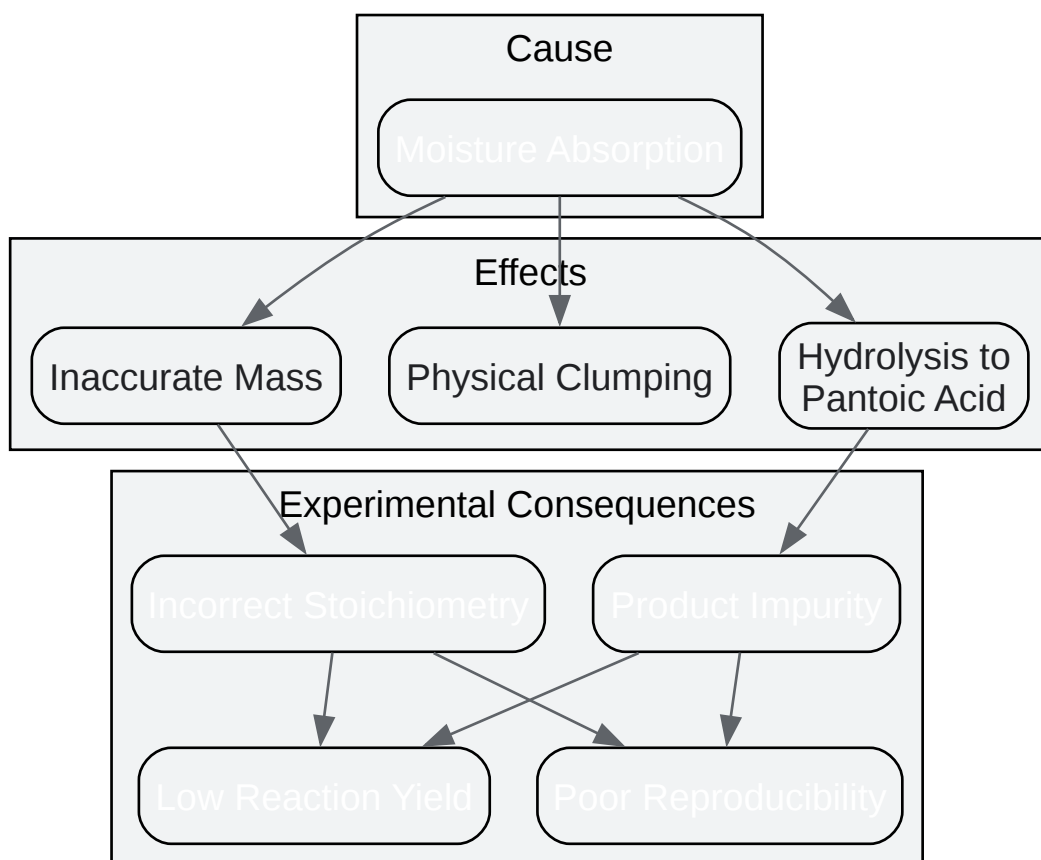 Cause
Moisture Absorption
Effects
Inaccurate Mass
Physical Clumping
Hydrolysis to
Pantoic Acid
Experimental Consequences
Incorrect Stoichiometry
Product Impurity
Low Reaction Yield
Poor Reproducibility